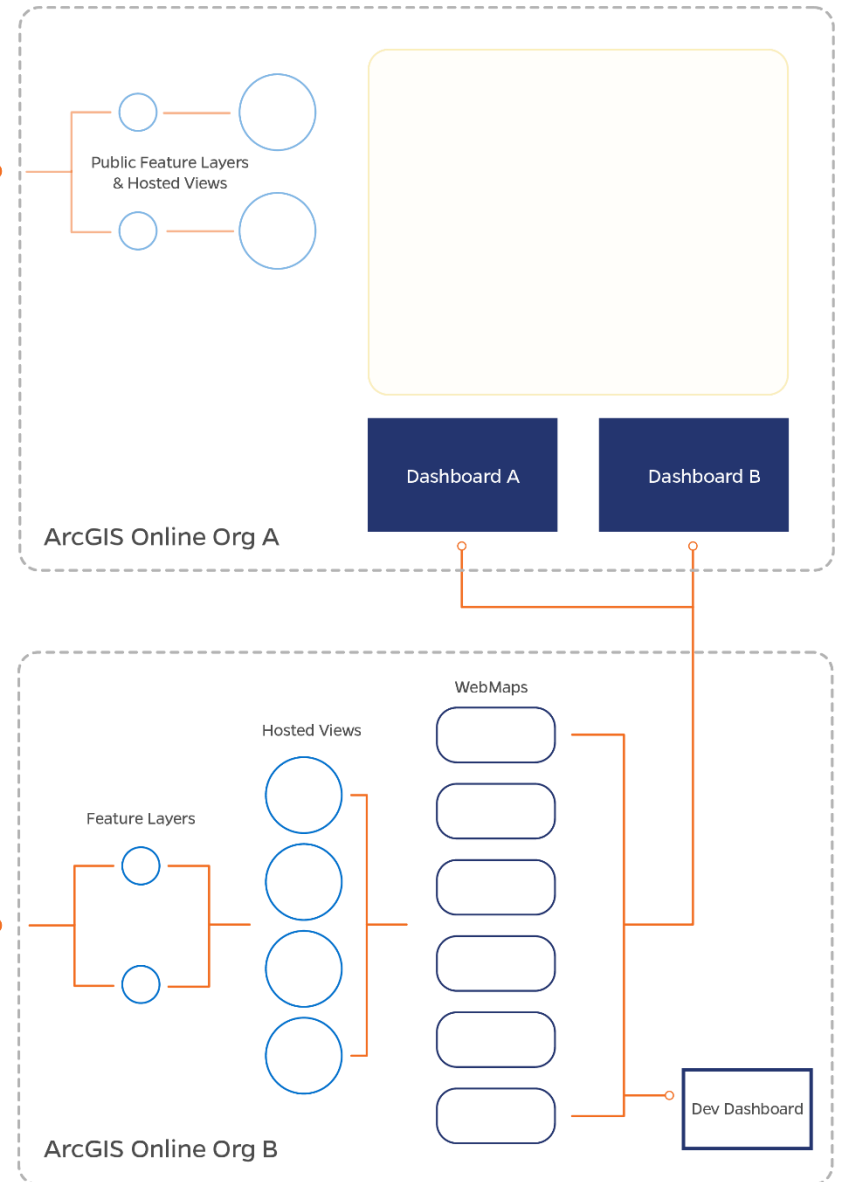 Public Feature Layers
& Hosted Views
Dashboard A
Dashboard B
ArcGIS Online Org A
WebMaps
Hosted Views
Feature Layers
Dev Dashboard
ArcGIS Online Org B